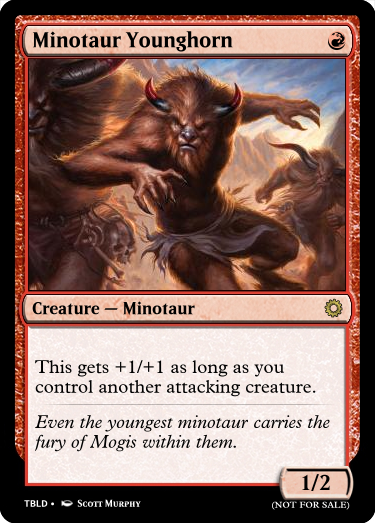 Minotaur Younghorn
Creature — Minotaur
This gets +1/+1 as long as you
control another attacking creature.
Even the youngest minotaur carries the
fury of Mogis within them.
1/2
TBLD • Scott Murphy
(NOT FOR SALE)